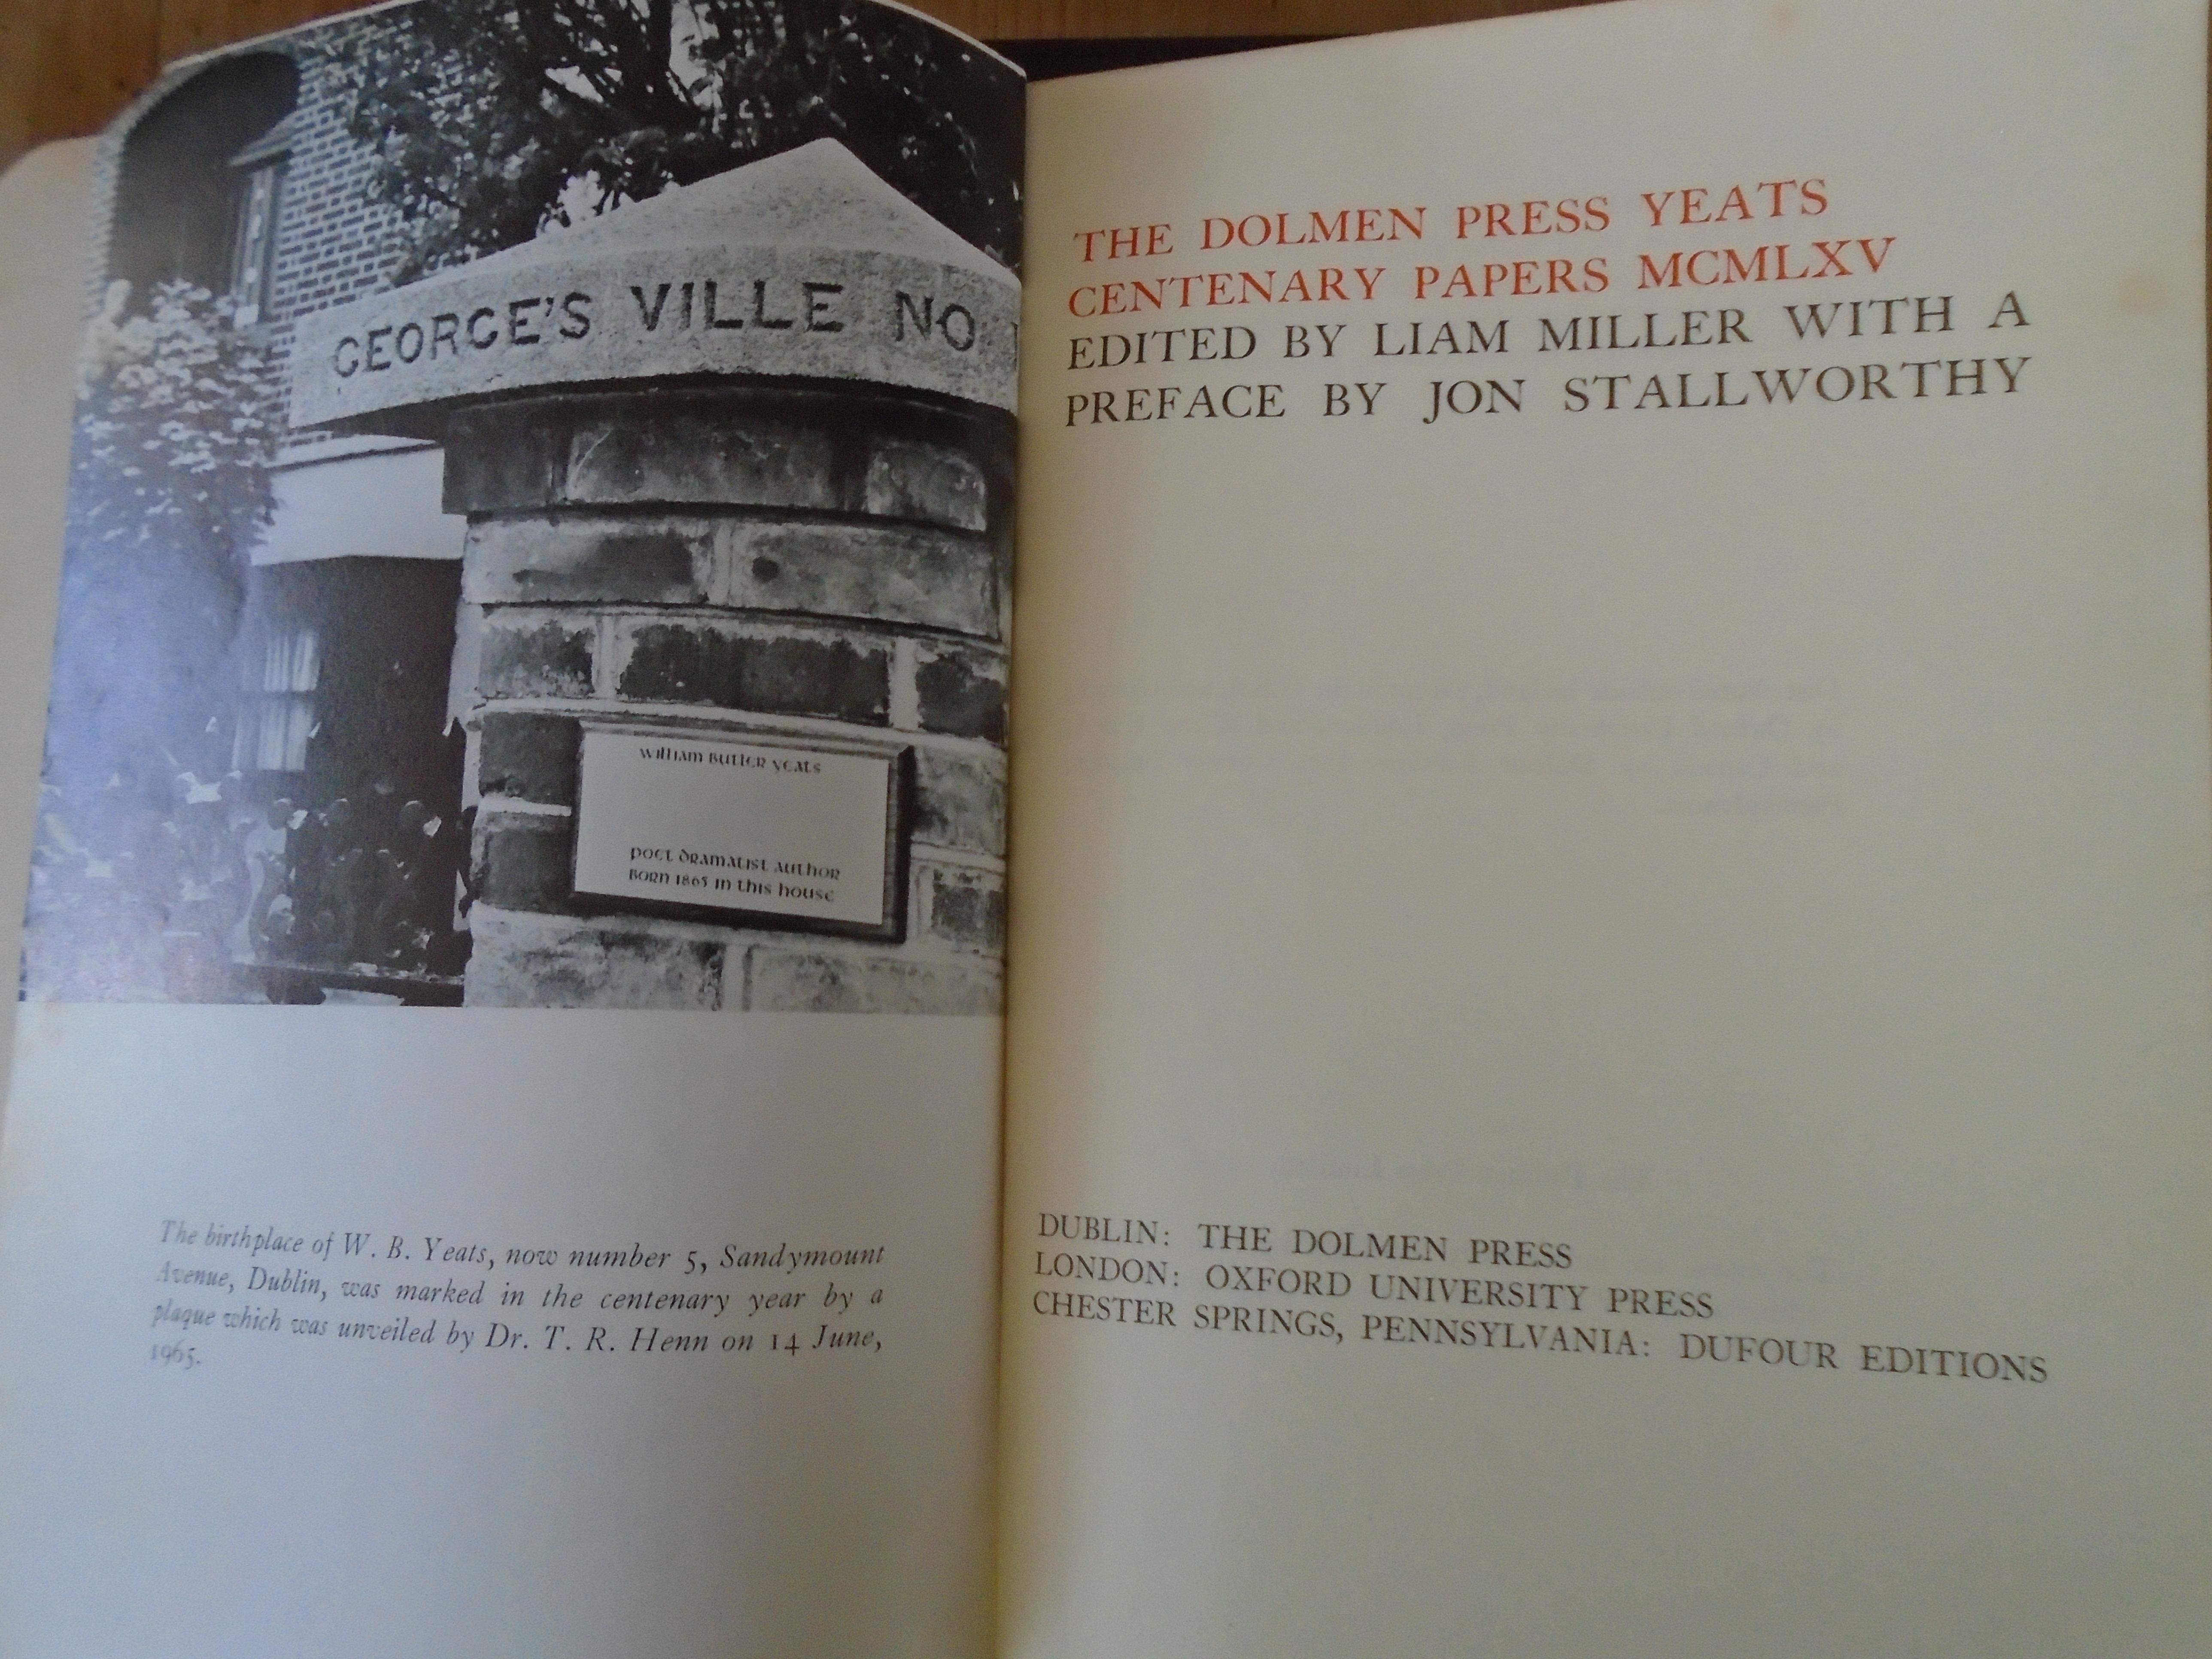 GEORGE'S VILLE NO
WILLIAM BUTLER YEATS
POET DRAMATIST AUTHOR
BORN 1865 IN THIS HOUSE
The birthplace of W. B. Yeats, now number 5, Sandymount
Avenue, Dublin, was marked in the centenary year by a
plaque which was unveiled by Dr. T. R. Henn on 14 June,
1965.
THE DOLMEN PRESS YEATS
CENTENARY PAPERS MCMLXV
EDITED BY LIAM MILLER WITH A
PREFACE BY JON STALLWORTHY
DUBLIN: THE DOLMEN PRESS
LONDON: OXFORD UNIVERSITY PRESS
CHESTER SPRINGS, PENNSYLVANIA: DUFOUR EDITIONS